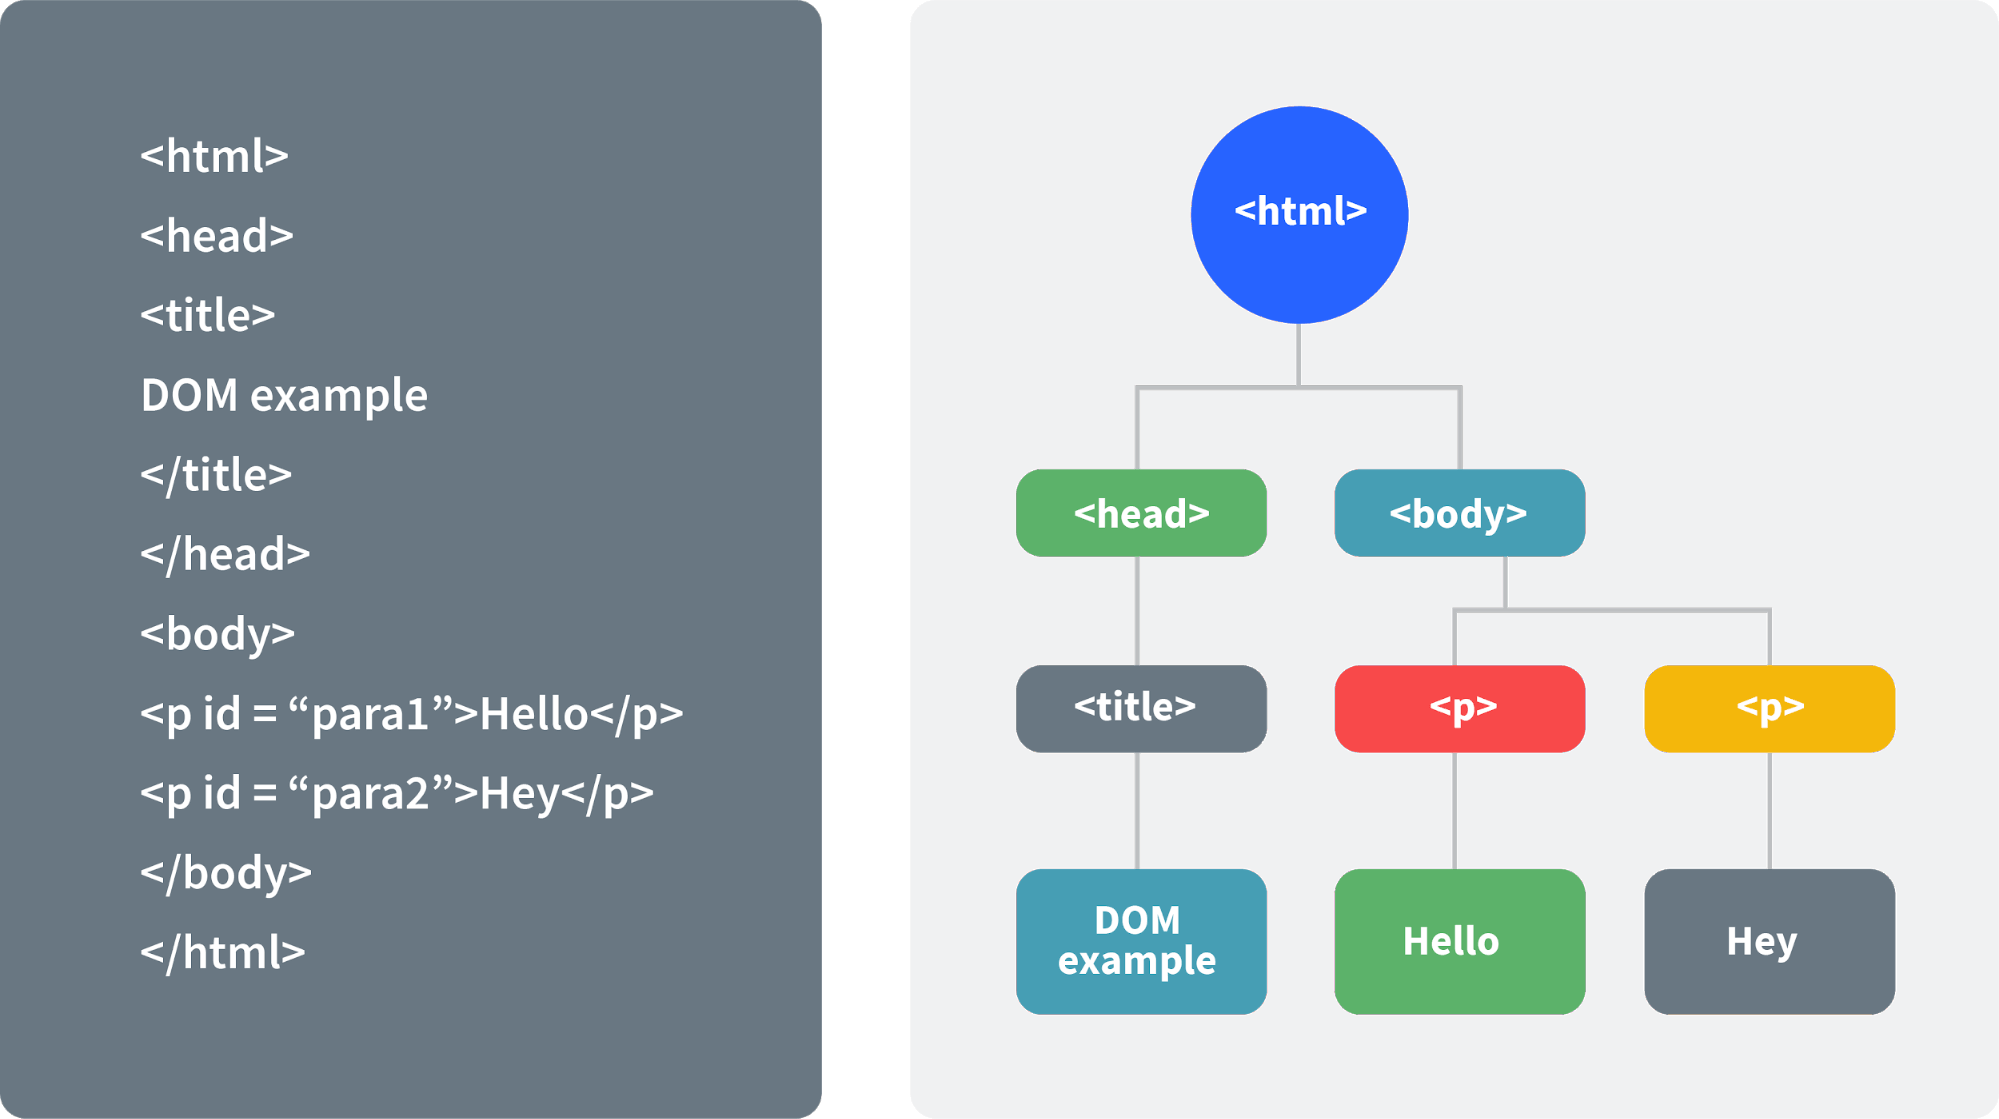 <html>
<head>
<title>
DOM example
</title>
</head>
<body>
<p id = “para1”>Hello</p>
<p id = “para2”>Hey</p>
</body>
</html>
<html>
<head>
<body>
<title>
<p>
<p>
DOM
example
Hello
Hey